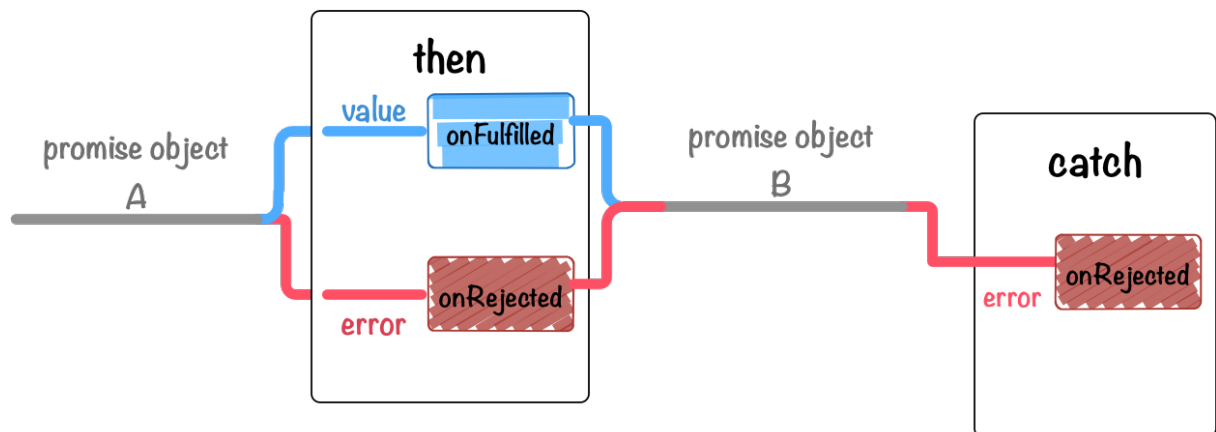 promise object
A
then
value
onFulfilled
error
onRejected
promise object
B
catch
error
onRejected